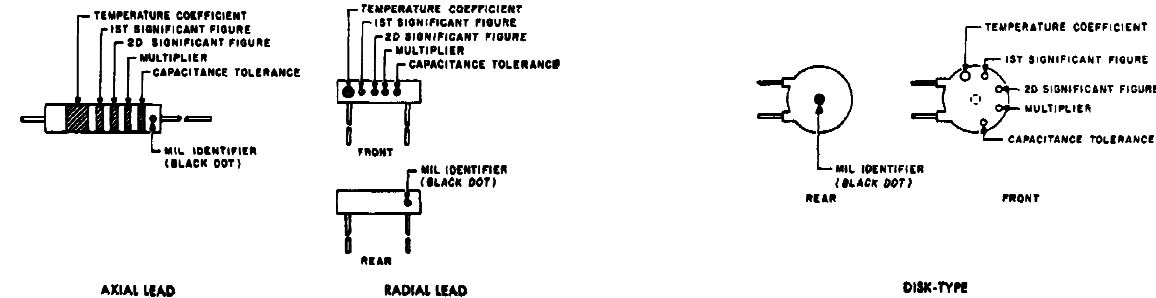 TEMPERATURE COEFFICIENT
1ST SIGNIFICANT FIGURE
2D SIGNIFICANT FIGURE
MULTIPLIER
CAPACITANCE TOLERANCE
MIL IDENTIFIER
(BLACK DOT)
AXIAL LEAD
TEMPERATURE COEFFICIENT
1ST SIGNIFICANT FIGURE
2D SIGNIFICANT FIGURE
MULTIPLIER
CAPACITANCE TOLERANCE
FRONT
MIL IDENTIFIER
(BLACK DOT)
REAR
RADIAL LEAD
MIL IDENTIFIER
(BLACK DOT)
REAR
TEMPERATURE COEFFICIENT
1ST SIGNIFICANT FIGURE
2D SIGNIFICANT FIGURE
MULTIPLIER
CAPACITANCE TOLERANCE
FRONT
DISK-TYPE